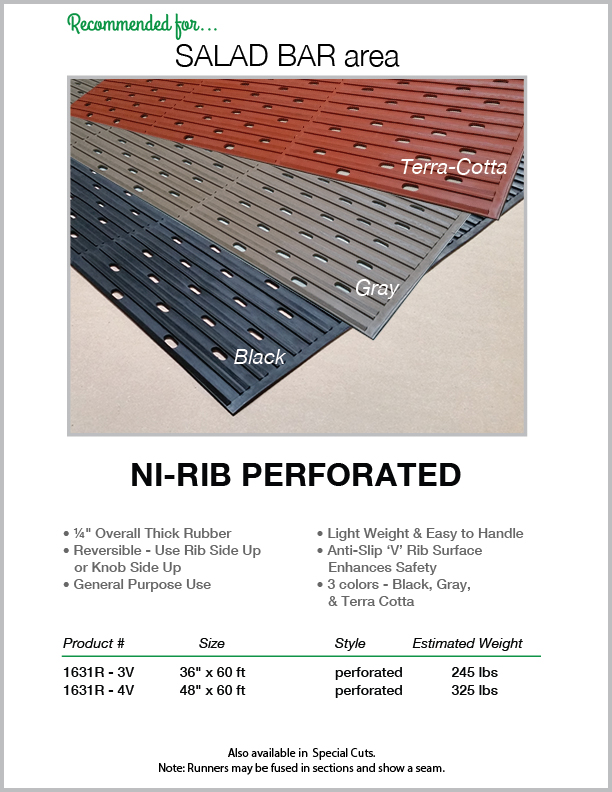 Recommended for...
SALAD BAR area
Terra-Cotta
Gray
Black
NI-RIB PERFORATED
• ¼" Overall Thick Rubber
• Reversible - Use Rib Side Up
or Knob Side Up
• General Purpose Use
• Light Weight & Easy to Handle
• Anti-Slip ‘V’ Rib Surface
Enhances Safety
• 3 colors - Black, Gray,
& Terra Cotta
Product # Size Style Estimated Weight
1631R - 3V 36" x 60 ft perforated 245 lbs
1631R - 4V 48" x 60 ft perforated 325 lbs
Also available in Special Cuts.
Note: Runners may be fused in sections and show a seam.